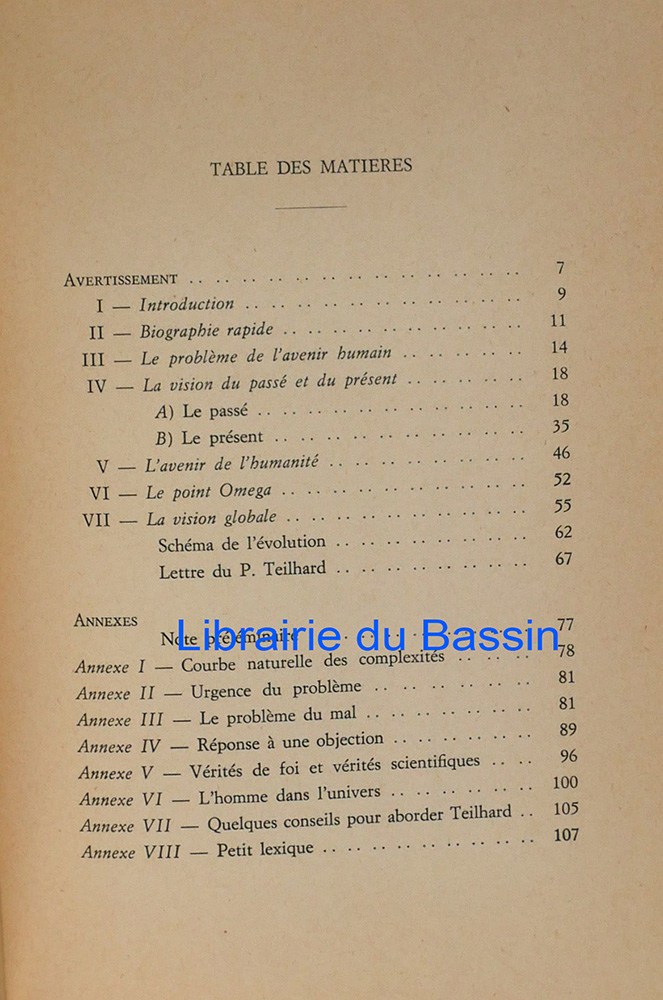 TABLE DES MATIERES
AVERTISSEMENT .. .. .. .. .. .. .. .. .. .. .. .. .. 7
I — Introduction .. .. .. .. .. .. .. .. .. .. .. 9
II — Biographie rapide .. .. .. .. .. .. .. .. .. .. 11
III — Le problème de l'avenir humain .. .. .. .. .. 14
IV — La vision du passé et du présent .. .. .. .. .. 18
A) Le passé .. .. .. .. .. .. .. .. .. .. 18
B) Le présent .. .. .. .. .. .. .. .. .. .. 35
V — L'avenir de l'humanité .. .. .. .. .. .. .. .. 46
VI — Le point Omega .. .. .. .. .. .. .. .. .. .. 52
VII — La vision globale .. .. .. .. .. .. .. .. .. .. 55
Schéma de l'évolution .. .. .. .. .. .. .. .. 62
Lettre du P. Teilhard .. .. .. .. .. .. .. .. 67
ANNEXES
Note préléminaire .. .. .. .. .. .. .. .. .. 77
Librairie du Bassin
Annexe I — Courbe naturelle des complexités .. .. .. 78
Annexe II — Urgence du problème .. .. .. .. .. .. 81
Annexe III — Le problème du mal .. .. .. .. .. .. 81
Annexe IV — Réponse à une objection .. .. .. .. .. 89
Annexe V — Vérités de foi et vérités scientifiques .. .. 96
Annexe VI — L'homme dans l'univers .. .. .. .. .. 100
Annexe VII — Quelques conseils pour aborder Teilhard .. 105
Annexe VIII — Petit lexique .. .. .. .. .. .. .. .. 107